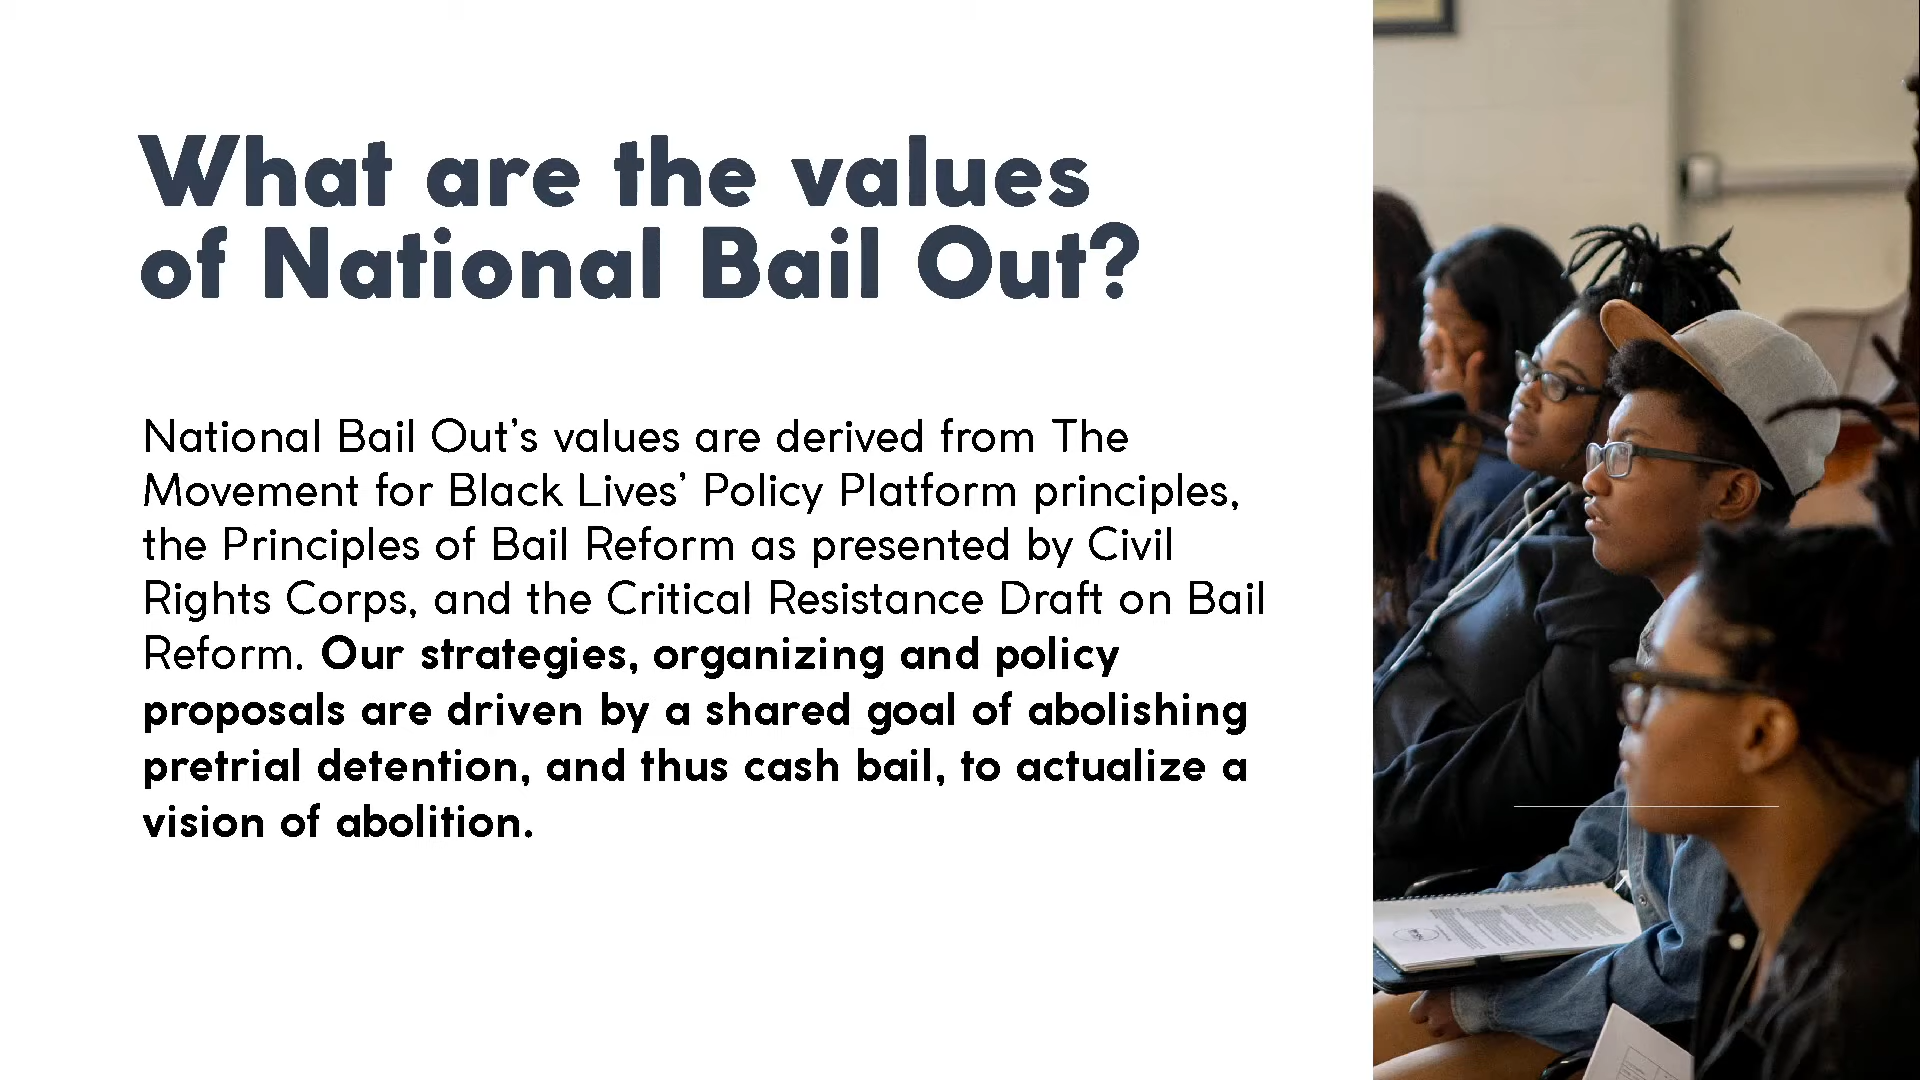 What are the values
of National Bail Out?
National Bail Out’s values are derived from The
Movement for Black Lives’ Policy Platform principles,
the Principles of Bail Reform as presented by Civil
Rights Corps, and the Critical Resistance Draft on Bail
Reform. Our strategies, organizing and policy
proposals are driven by a shared goal of abolishing
pretrial detention, and thus cash bail, to actualize a
vision of abolition.